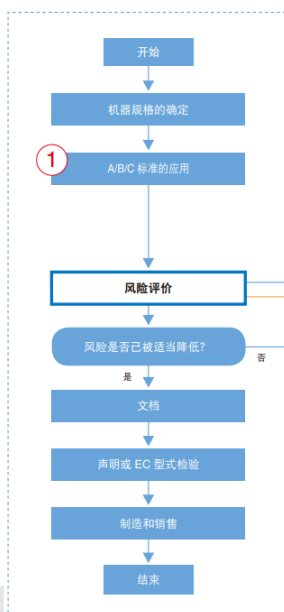 开始
机器规格的确定
1
A/B/C 标准的应用
风险评价
风险是否已被适当降低?
否
是
文档
声明或 EC 型式检验
制造和销售
结束